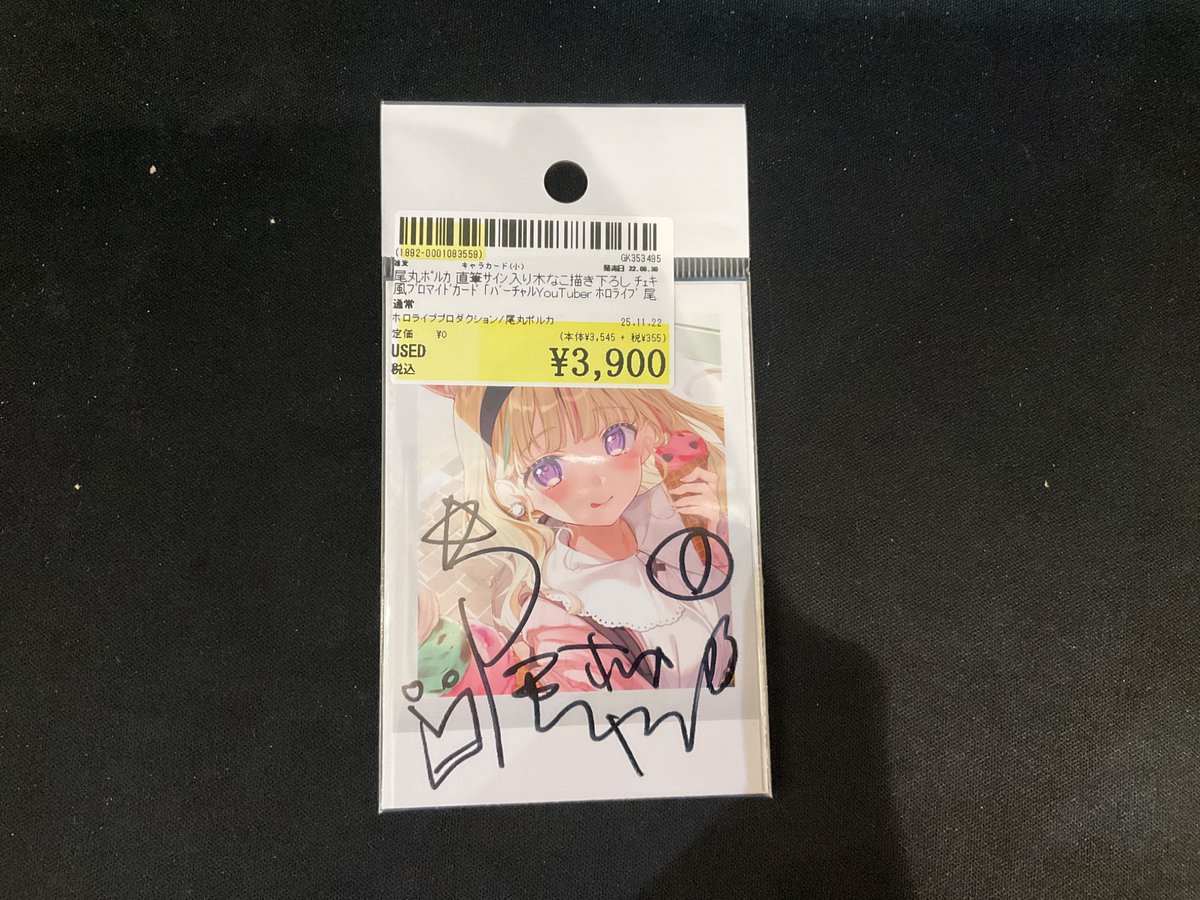 (1892-0001083559)
GK353495
雑貨 キャラカード(小) 発売日 22.06.30
尾丸ﾎﾟﾙｶ 直筆ｻｲﾝ入り木なこ描き下ろし ﾁｪｷ
風ﾌﾞﾛﾏｲﾄﾞｶｰﾄﾞ 「ﾊﾞｰﾁｬﾙYouTuber ﾎﾛﾗｲﾌﾞ 尾
通常
ホロライブプロダクション/尾丸ポルカ 25.11.22
定価 ¥0 (本体¥3,545 + 税¥355)
USED
税込 ¥3,900